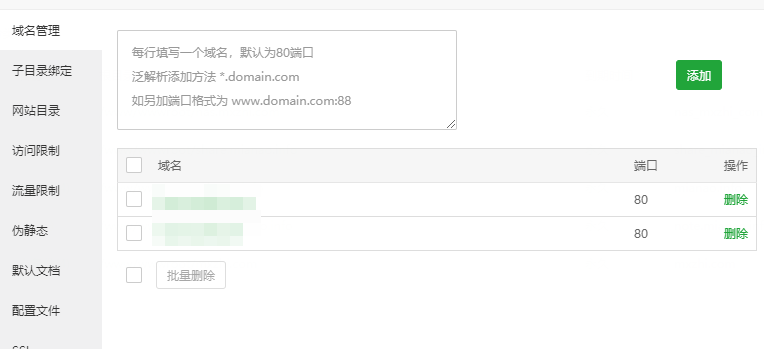 域名管理
子目录绑定
网站目录
访问限制
流量限制
伪静态
默认文档
配置文件
每行填写一个域名，默认为80端口
泛解析添加方法 *.domain.com
如另加端口格式为 www.domain.com:88
添加
域名 端口 操作
80 删除
80 删除
批量删除